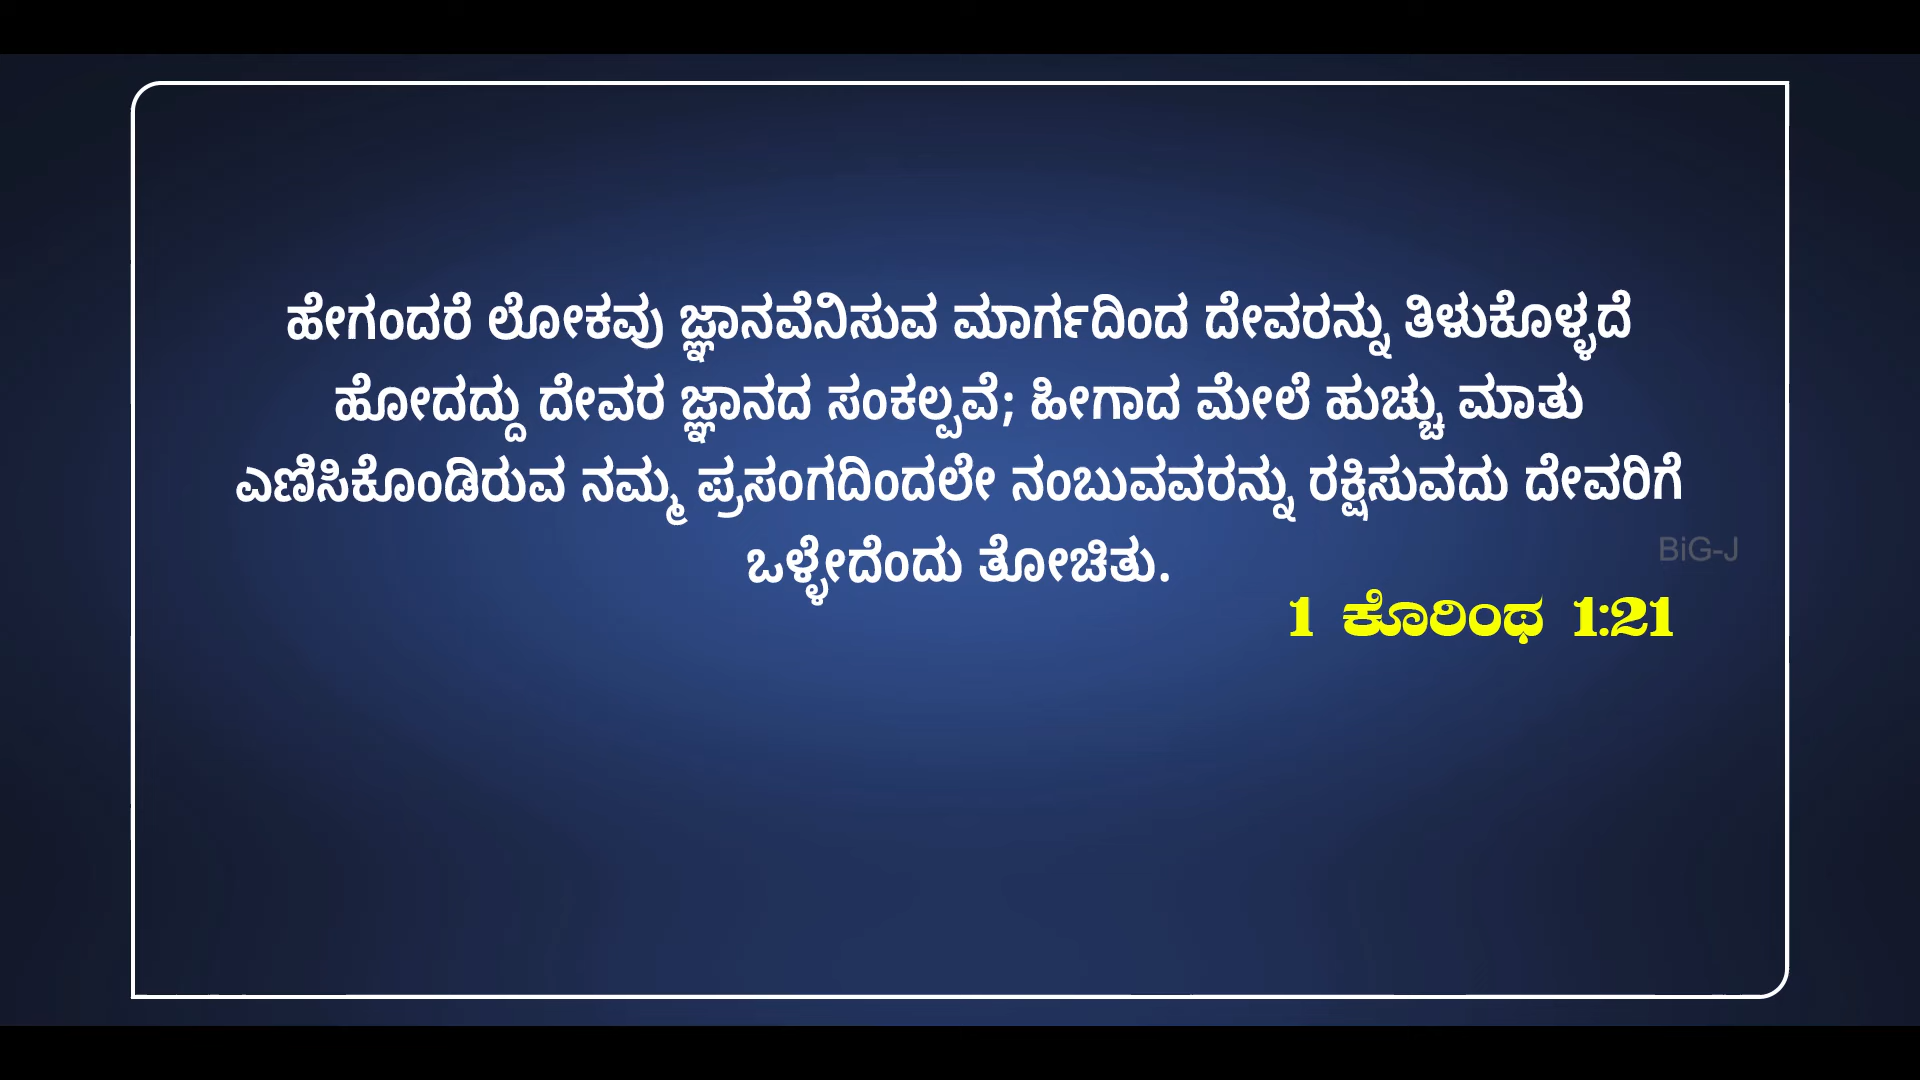 ಹೇಗಂದರೆ ಲೋಕವು ಜ್ಞಾನವೆನಿಸುವ ಮಾರ್ಗದಿಂದ ದೇವರನ್ನು ತಿಳುಕೊಳ್ಳದೆ
ಹೋದದ್ದು ದೇವರ ಜ್ಞಾನದ ಸಂಕಲ್ಪವೆ; ಹೀಗಾದ ಮೇಲೆ ಹುಚ್ಚು ಮಾತು
ಎಣಿಸಿಕೊಂಡಿರುವ ನಮ್ಮ ಪ್ರಸಂಗದಿಂದಲೇ ನಂಬುವವರನ್ನು ರಕ್ಷಿಸುವದು ದೇವರಿಗೆ
ಒಳ್ಳೇದೆಂದು ತೋಚಿತು.
BiG-J
1 ಕೊರಿಂಥ 1:21